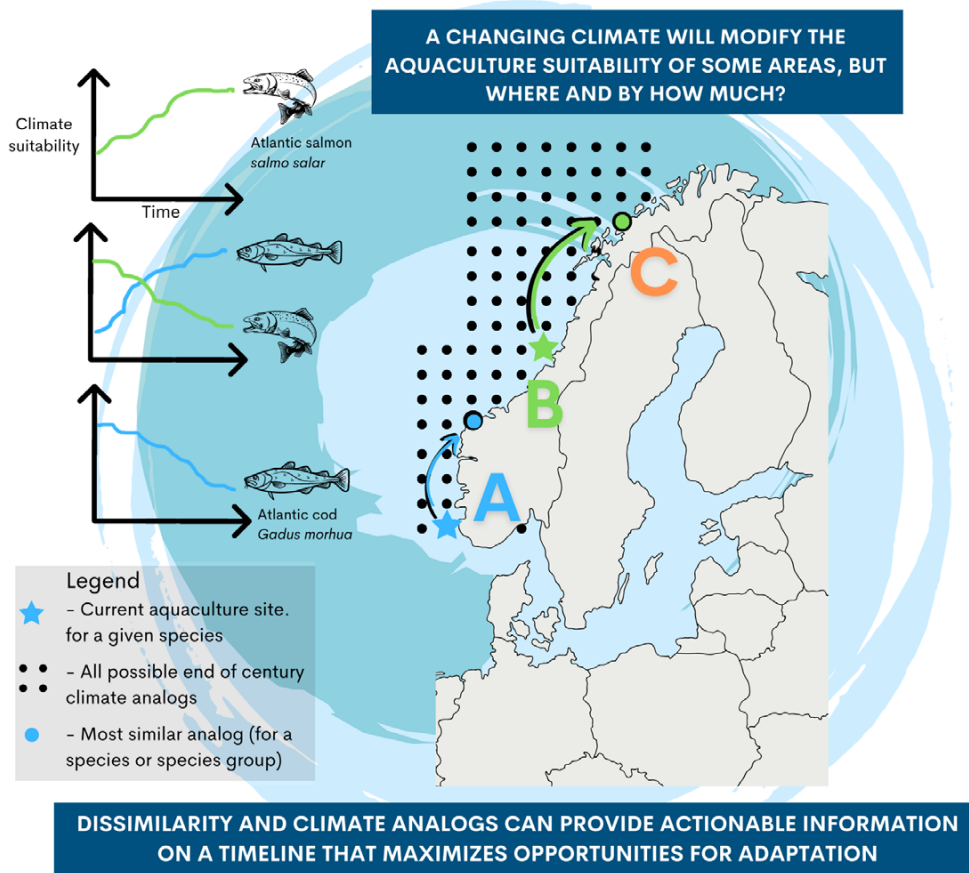 A CHANGING CLIMATE WILL MODIFY THE
AQUACULTURE SUITABILITY OF SOME AREAS, BUT
WHERE AND BY HOW MUCH?
Climate
suitability
Atlantic salmon
salmo salar
Time
C
B
A
Atlantic cod
Gadus morhua
Legend
- Current aquaculture site.
for a given species
- All possible end of century
climate analogs
- Most similar analog (for a
species or species group)
DISSIMILARITY AND CLIMATE ANALOGS CAN PROVIDE ACTIONABLE INFORMATION
ON A TIMELINE THAT MAXIMIZES OPPORTUNITIES FOR ADAPTATION